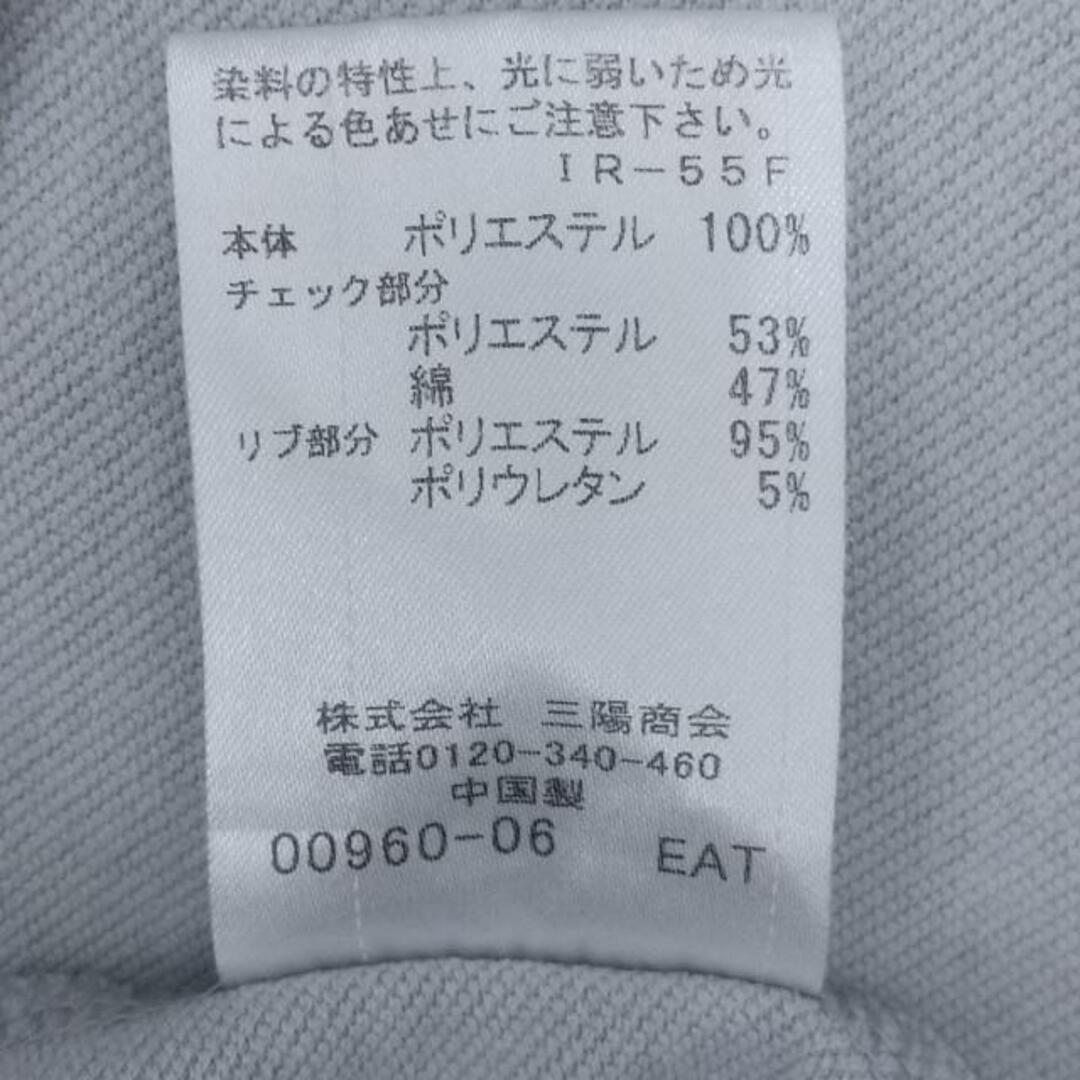 染料の特性上、光に弱いため光
による色あせにご注意下さい。
ＩＲ－５５Ｆ
本体 ポリエステル 100%
チェック部分
ポリエステル 53%
綿 47%
リブ部分 ポリエステル 95%
ポリウレタン 5%
株式会社 三陽商会
電話0120-340-460
中国製
00960-06 EAT